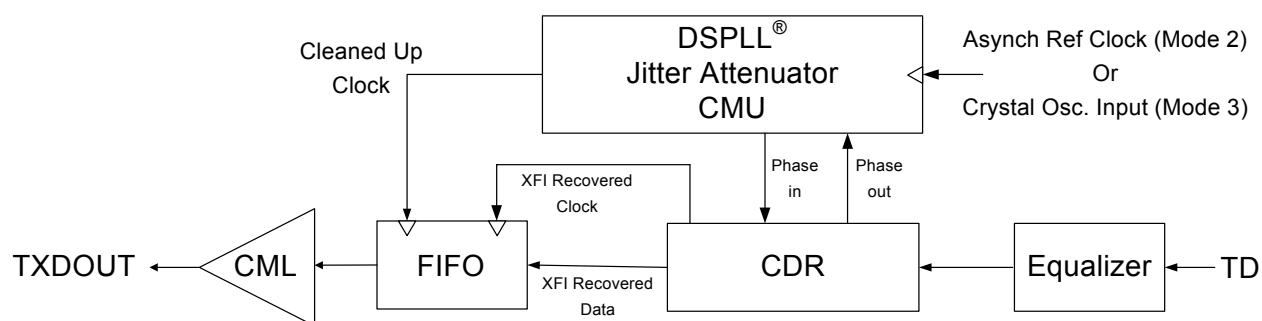 DSPLL®
Jitter Attenuator
CMU
Cleaned Up
Clock
Asynch Ref Clock (Mode 2)
Or
Crystal Osc. Input (Mode 3)
XFI Recovered
Clock
Phase
in
Phase
out
TXDOUT
CML
FIFO
XFI Recovered
Data
CDR
Equalizer
TD